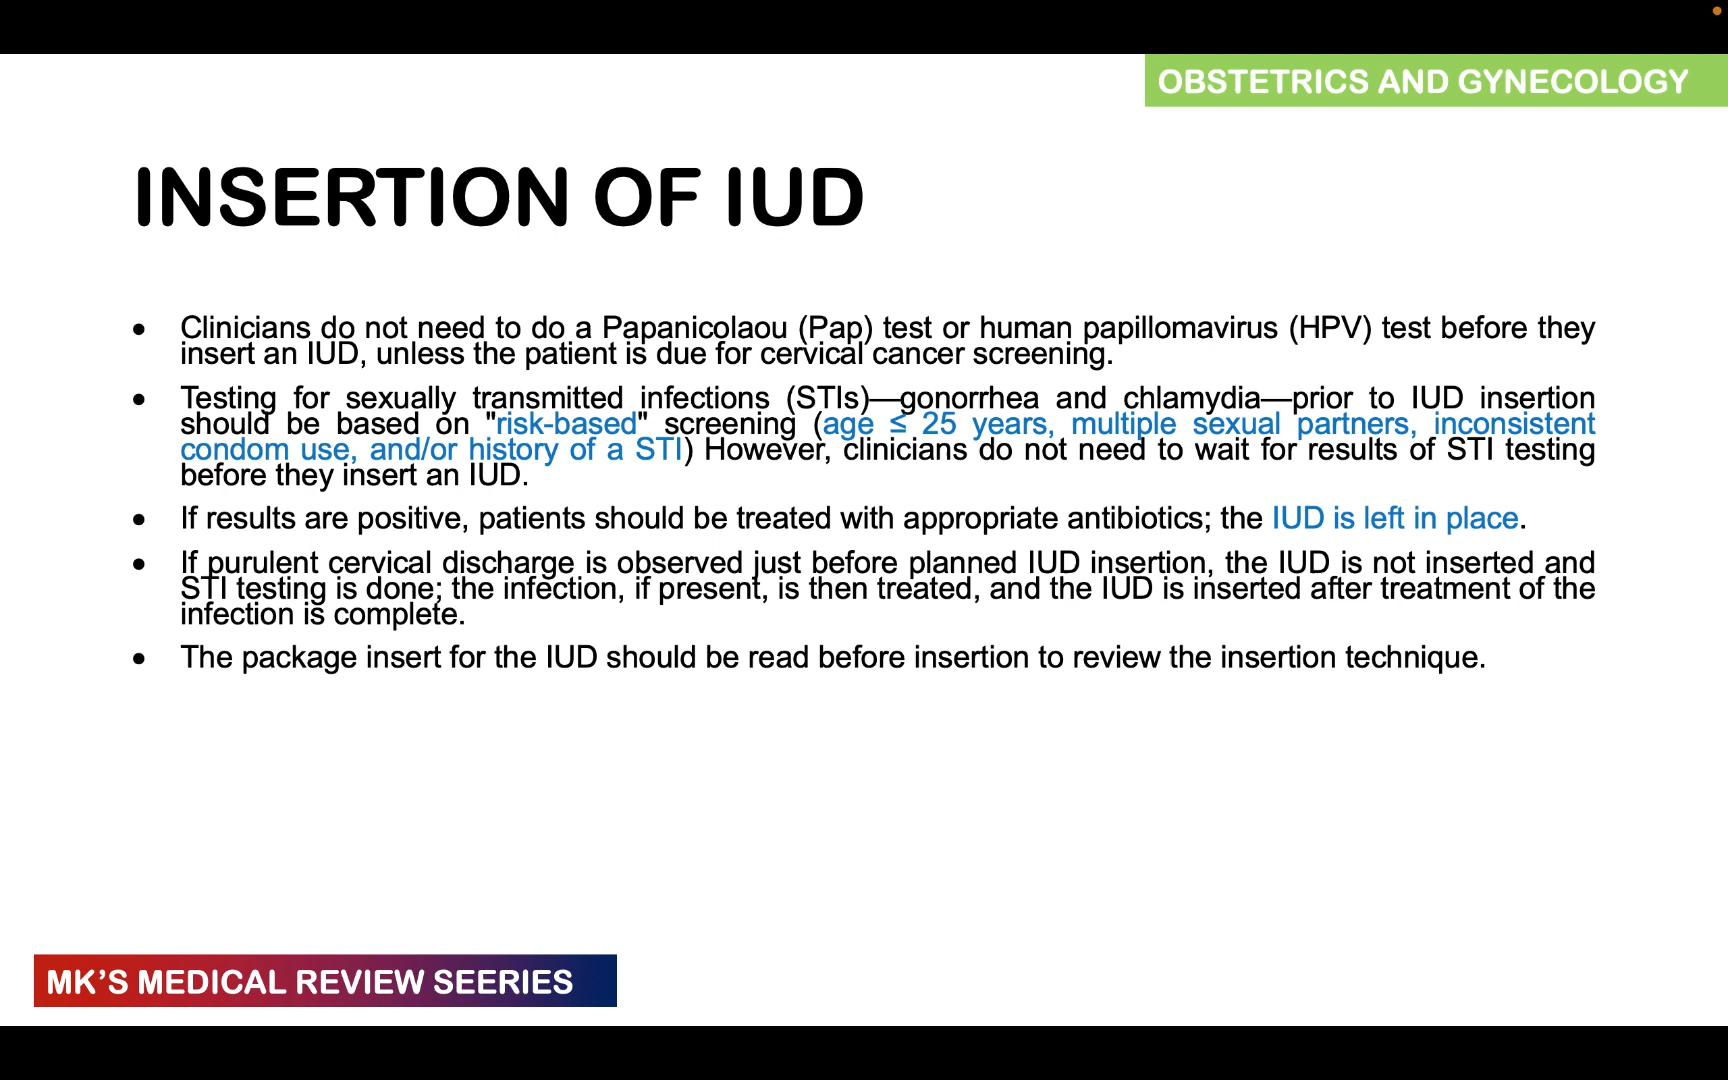 OBSTETRICS AND GYNECOLOGY
INSERTION OF IUD
• Clinicians do not need to do a Papanicolaou (Pap) test or human papillomavirus (HPV) test before they
insert an IUD, unless the patient is due for cervical cancer screening.
• Testing for sexually transmitted infections (STIs)—gonorrhea and chlamydia—prior to IUD insertion
should be based on "risk-based" screening (age ≤ 25 years, multiple sexual partners, inconsistent
condom use, and/or history of a STI) However, clinicians do not need to wait for results of STI testing
before they insert an IUD.
• If results are positive, patients should be treated with appropriate antibiotics; the IUD is left in place.
• If purulent cervical discharge is observed just before planned IUD insertion, the IUD is not inserted and
STI testing is done; the infection, if present, is then treated, and the IUD is inserted after treatment of the
infection is complete.
• The package insert for the IUD should be read before insertion to review the insertion technique.
MK’S MEDICAL REVIEW SEERIES